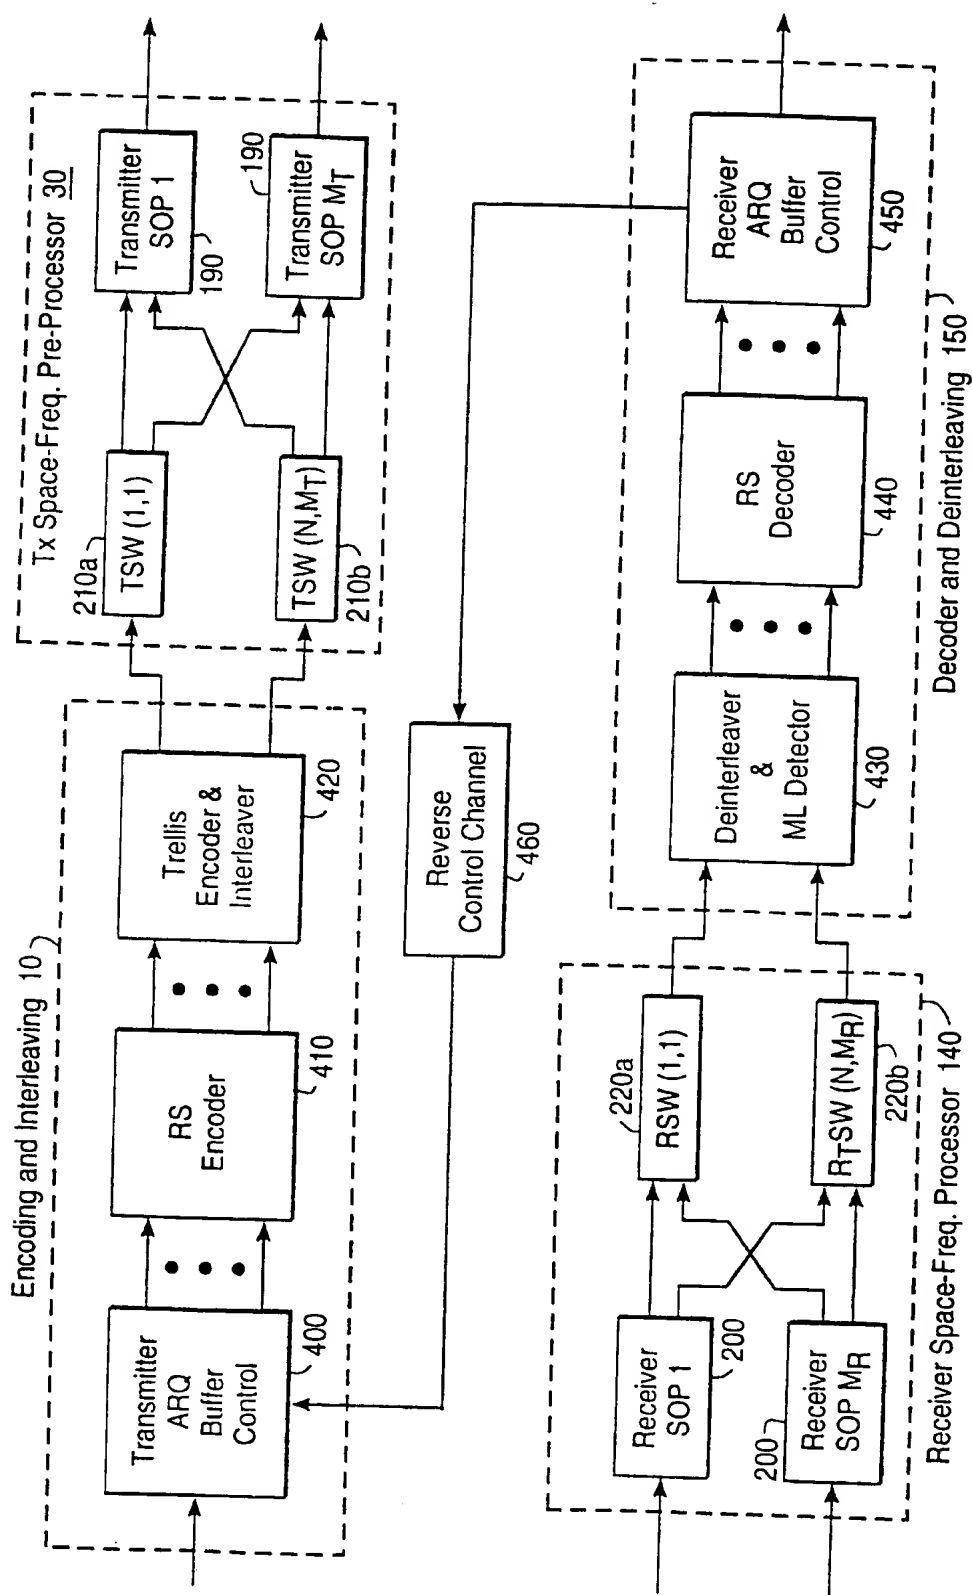 Encoding and Interleaving 10
Transmitter
ARQ
Buffer
Control
400
RS
Encoder
410
Trellis
Encoder &
Interleaver
420
Tx Space-Freq. Pre-Processor 30
210a
TSW (1,1)
TSW (N,MT)
210b
Transmitter
SOP 1
190
190
Transmitter
SOP MT
Reverse
Control Channel
460
Receiver
SOP 1
200
200
Receiver
SOP MR
220a
RSW (1,1)
RTSW (N,MR)
220b
Receiver Space-Freq. Processor 140
Deinterleaver
&
ML Detector
430
RS
Decoder
440
Receiver
ARQ
Buffer
Control
450
Decoder and Deinterleaving 150